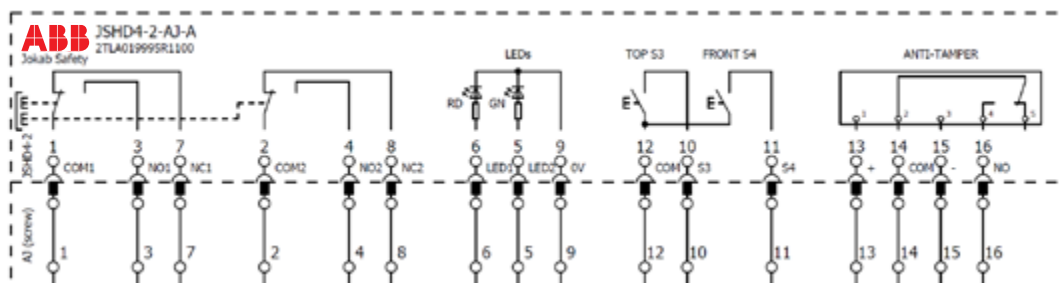 ABB JSHD4-2-AJ-A
2TLA019995R1100
Jokab Safety
LEDs TOP S3 FRONT S4 ANTI-TAMPER
RD GN
E E E E
1 2 3 4 5
JSHD4-2
1 3 7 2 4 8 6 5 9 12 10 11 13 14 15 16
COM1 NO1 NC1 COM2 NO2 NC2 LED1 LED2 0V COM S3 S4 + COM - NO
AJ (screw)
1 3 7 2 4 8 6 5 9 12 10 11 13 14 15 16